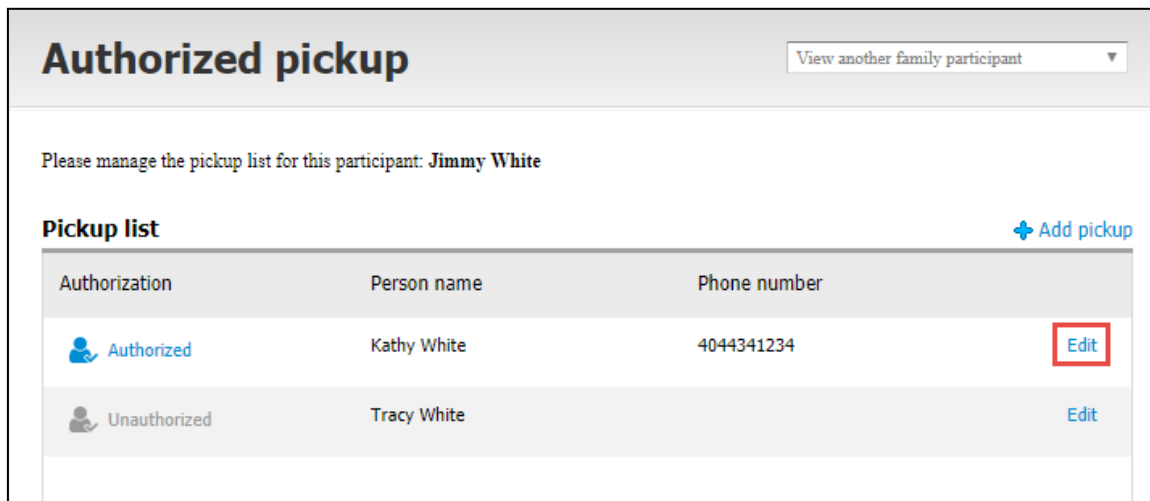 Authorized pickup
View another family participant
Please manage the pickup list for this participant: Jimmy White
Pickup list
Add pickup
Authorization Person name Phone number
Authorized Kathy White 4044341234 Edit
Unauthorized Tracy White Edit